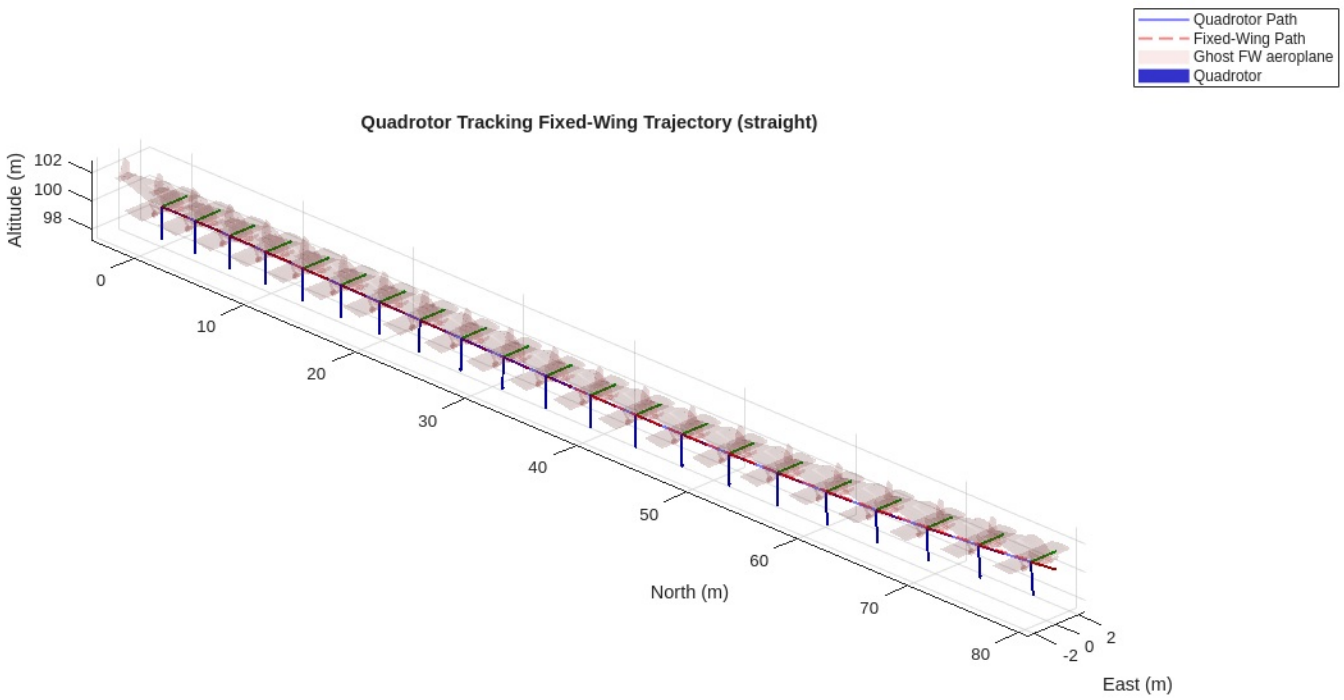 Quadrotor Path
Fixed-Wing Path
Ghost FW aeroplane
Quadrotor
Quadrotor Tracking Fixed-Wing Trajectory (straight)
Altitude (m)
102
100
98
0
10
20
30
40
50
60
70
80
North (m)
-2
0
2
East (m)